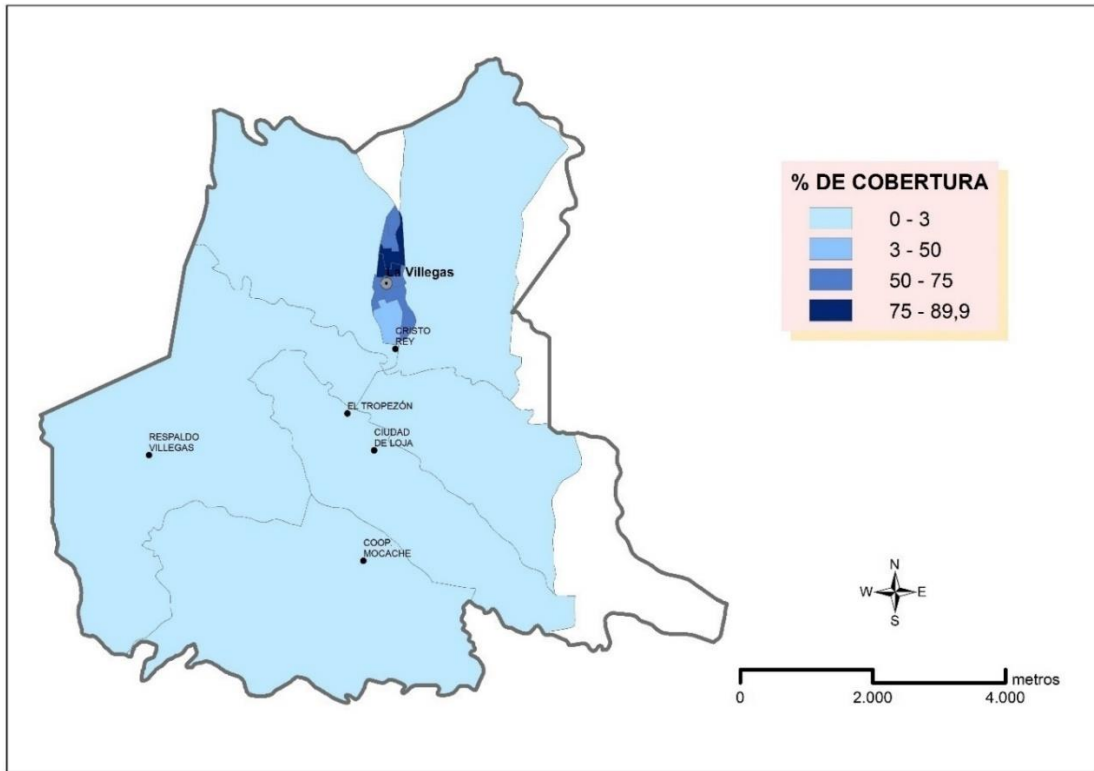 La Villegas
CRISTO
REY
EL TROPEZÓN
CIUDAD
DE LOJA
RESPALDO
VILLEGAS
COOP
MOCACHE
% DE COBERTURA
0 - 3
3 - 50
50 - 75
75 - 89,9
N
W E
S
metros
0 2.000 4.000